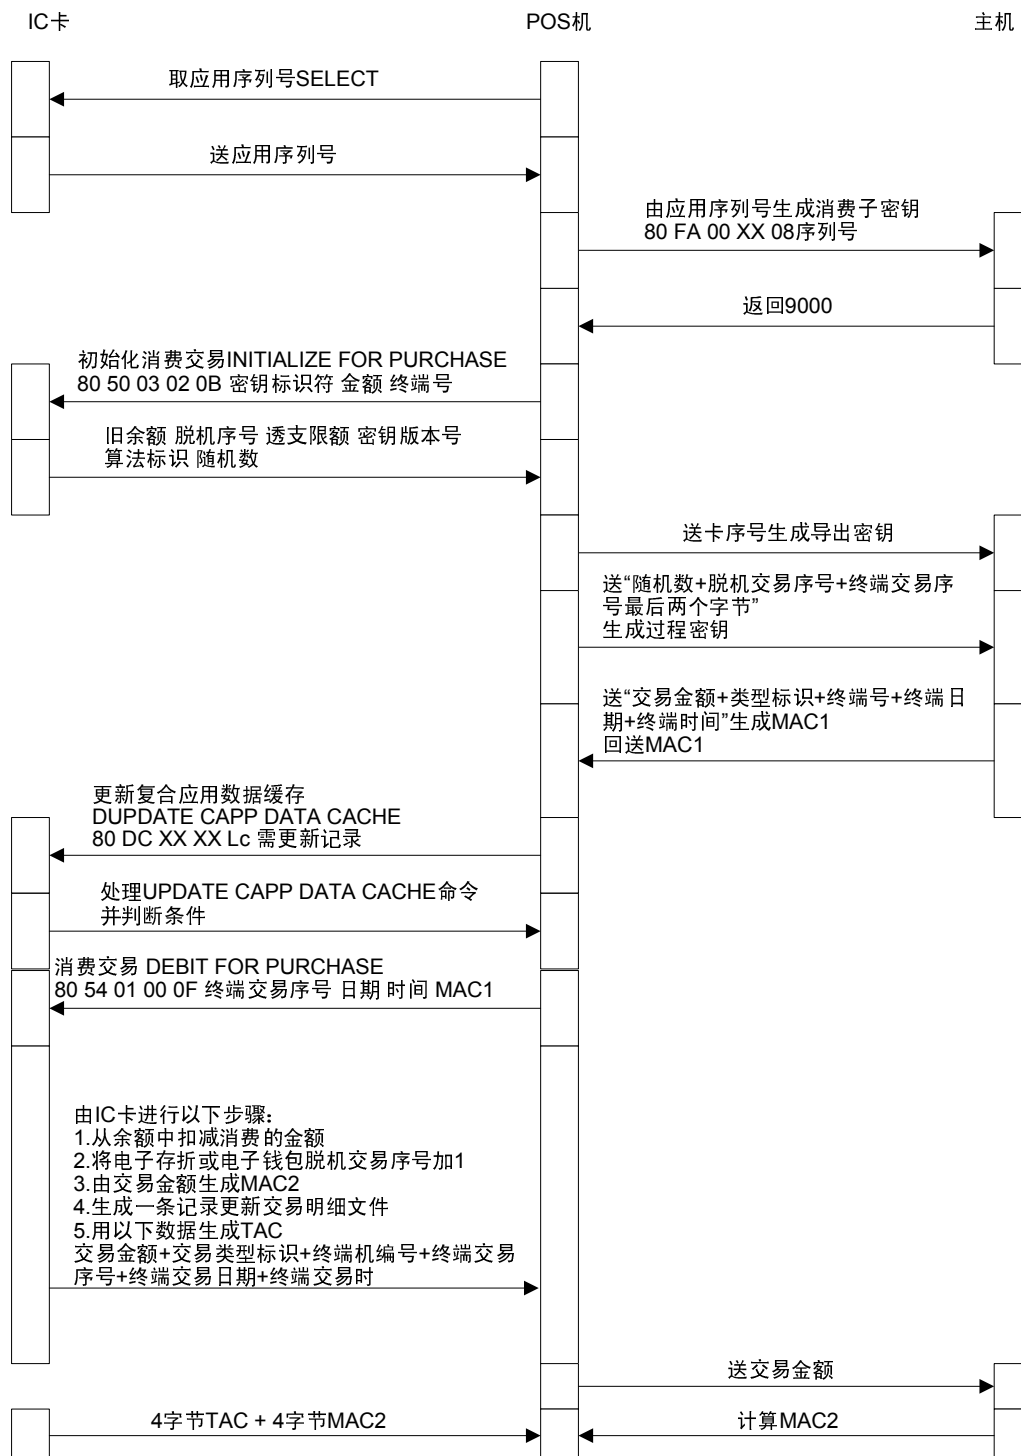 IC卡
POS机
主机
取应用序列号SELECT
送应用序列号
由应用序列号生成消费子密钥
80 FA 00 XX 08序列号
返回9000
初始化消费交易INITIALIZE FOR PURCHASE
80 50 03 02 0B 密钥标识符 金额 终端号
旧余额 脱机序号 透支限额 密钥版本号
算法标识 随机数
送卡序号生成导出密钥
送“随机数+脱机交易序号+终端交易序
号最后两个字节”
生成过程密钥
送“交易金额+类型标识+终端号+终端日
期+终端时间”生成MAC1
回送MAC1
更新复合应用数据缓存
DUPDATE CAPP DATA CACHE
80 DC XX XX Lc 需更新记录
处理UPDATE CAPP DATA CACHE命令
并判断条件
消费交易 DEBIT FOR PURCHASE
80 54 01 00 0F 终端交易序号 日期 时间 MAC1
由IC卡进行以下步骤：
1.从余额中扣减消费的金额
2.将电子存折或电子钱包脱机交易序号加1
3.由交易金额生成MAC2
4.生成一条记录更新交易明细文件
5.用以下数据生成TAC
交易金额+交易类型标识+终端机编号+终端交易
序号+终端交易日期+终端交易时
送交易金额
4字节TAC + 4字节MAC2
计算MAC2